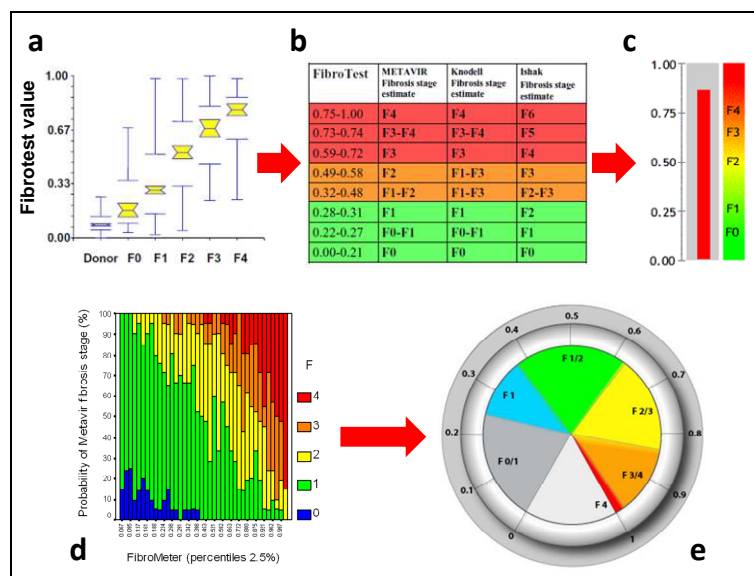 a
b
c
Fibrotest value
1.00
0.67
0.33
0.00
Donor F0 F1 F2 F3 F4
FibroTest METAVIR Fibrosis stage estimate Knodell Fibrosis stage estimate Ishak Fibrosis stage estimate
0.75-1.00 F4 F4 F6
0.73-0.74 F3-F4 F3-F4 F5
0.59-0.72 F3 F3 F4
0.49-0.58 F2 F1-F3 F3
0.32-0.48 F1-F2 F1-F3 F2-F3
0.28-0.31 F1 F1 F2
0.22-0.27 F0-F1 F0-F1 F1
0.00-0.21 F0 F0 F0
1.00
0.75
0.50
0.25
0.00
F4
F3
F2
F1
F0
Probability of Metavir fibrosis stage (%)
100
90
80
70
60
50
40
30
20
10
0
F
4
3
2
1
0
FibroMeter (percentiles 2.5%)
d
0
0.1
0.2
0.3
0.4
0.5
0.6
0.7
0.8
0.9
1
F 0/1
F 1
F 1/2
F 2/3
F 3/4
F 4
e